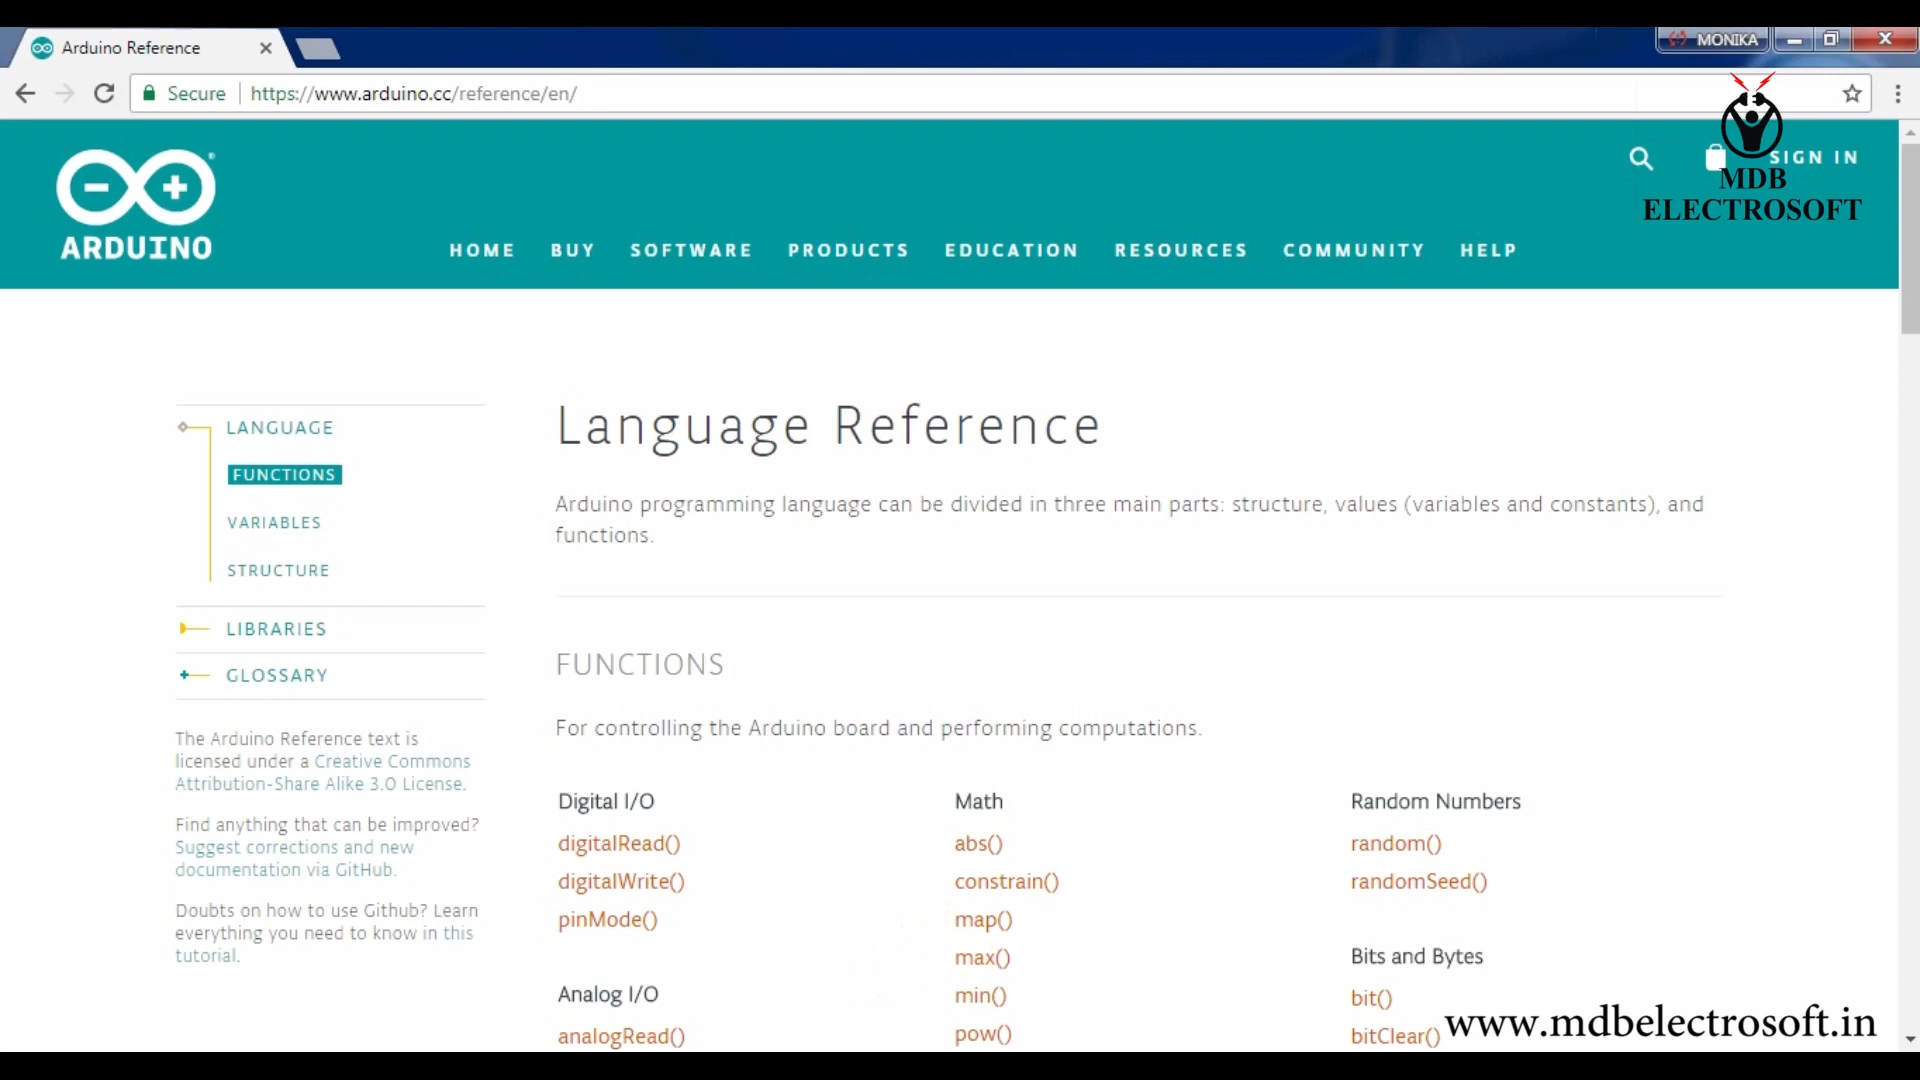 Arduino Reference
MONIKA
Secure
https://www.arduino.cc/reference/en/
ARDUINO
SIGN IN
MDB
ELECTROSOFT
HOME BUY SOFTWARE PRODUCTS EDUCATION RESOURCES COMMUNITY HELP
LANGUAGE
FUNCTIONS
VARIABLES
STRUCTURE
LIBRARIES
GLOSSARY
The Arduino Reference text is
licensed under a Creative Commons
Attribution-Share Alike 3.0 License.
Find anything that can be improved?
Suggest corrections and new
documentation via GitHub.
Doubts on how to use Github? Learn
everything you need to know in this
tutorial.
Language Reference
Arduino programming language can be divided in three main parts: structure, values (variables and constants), and
functions.
FUNCTIONS
For controlling the Arduino board and performing computations.
Digital I/O
digitalRead()
digitalWrite()
pinMode()
Analog I/O
analogRead()
Math
abs()
constrain()
map()
max()
min()
pow()
Random Numbers
random()
randomSeed()
Bits and Bytes
bit()
bitClear()
www.mdbelectrosoft.in